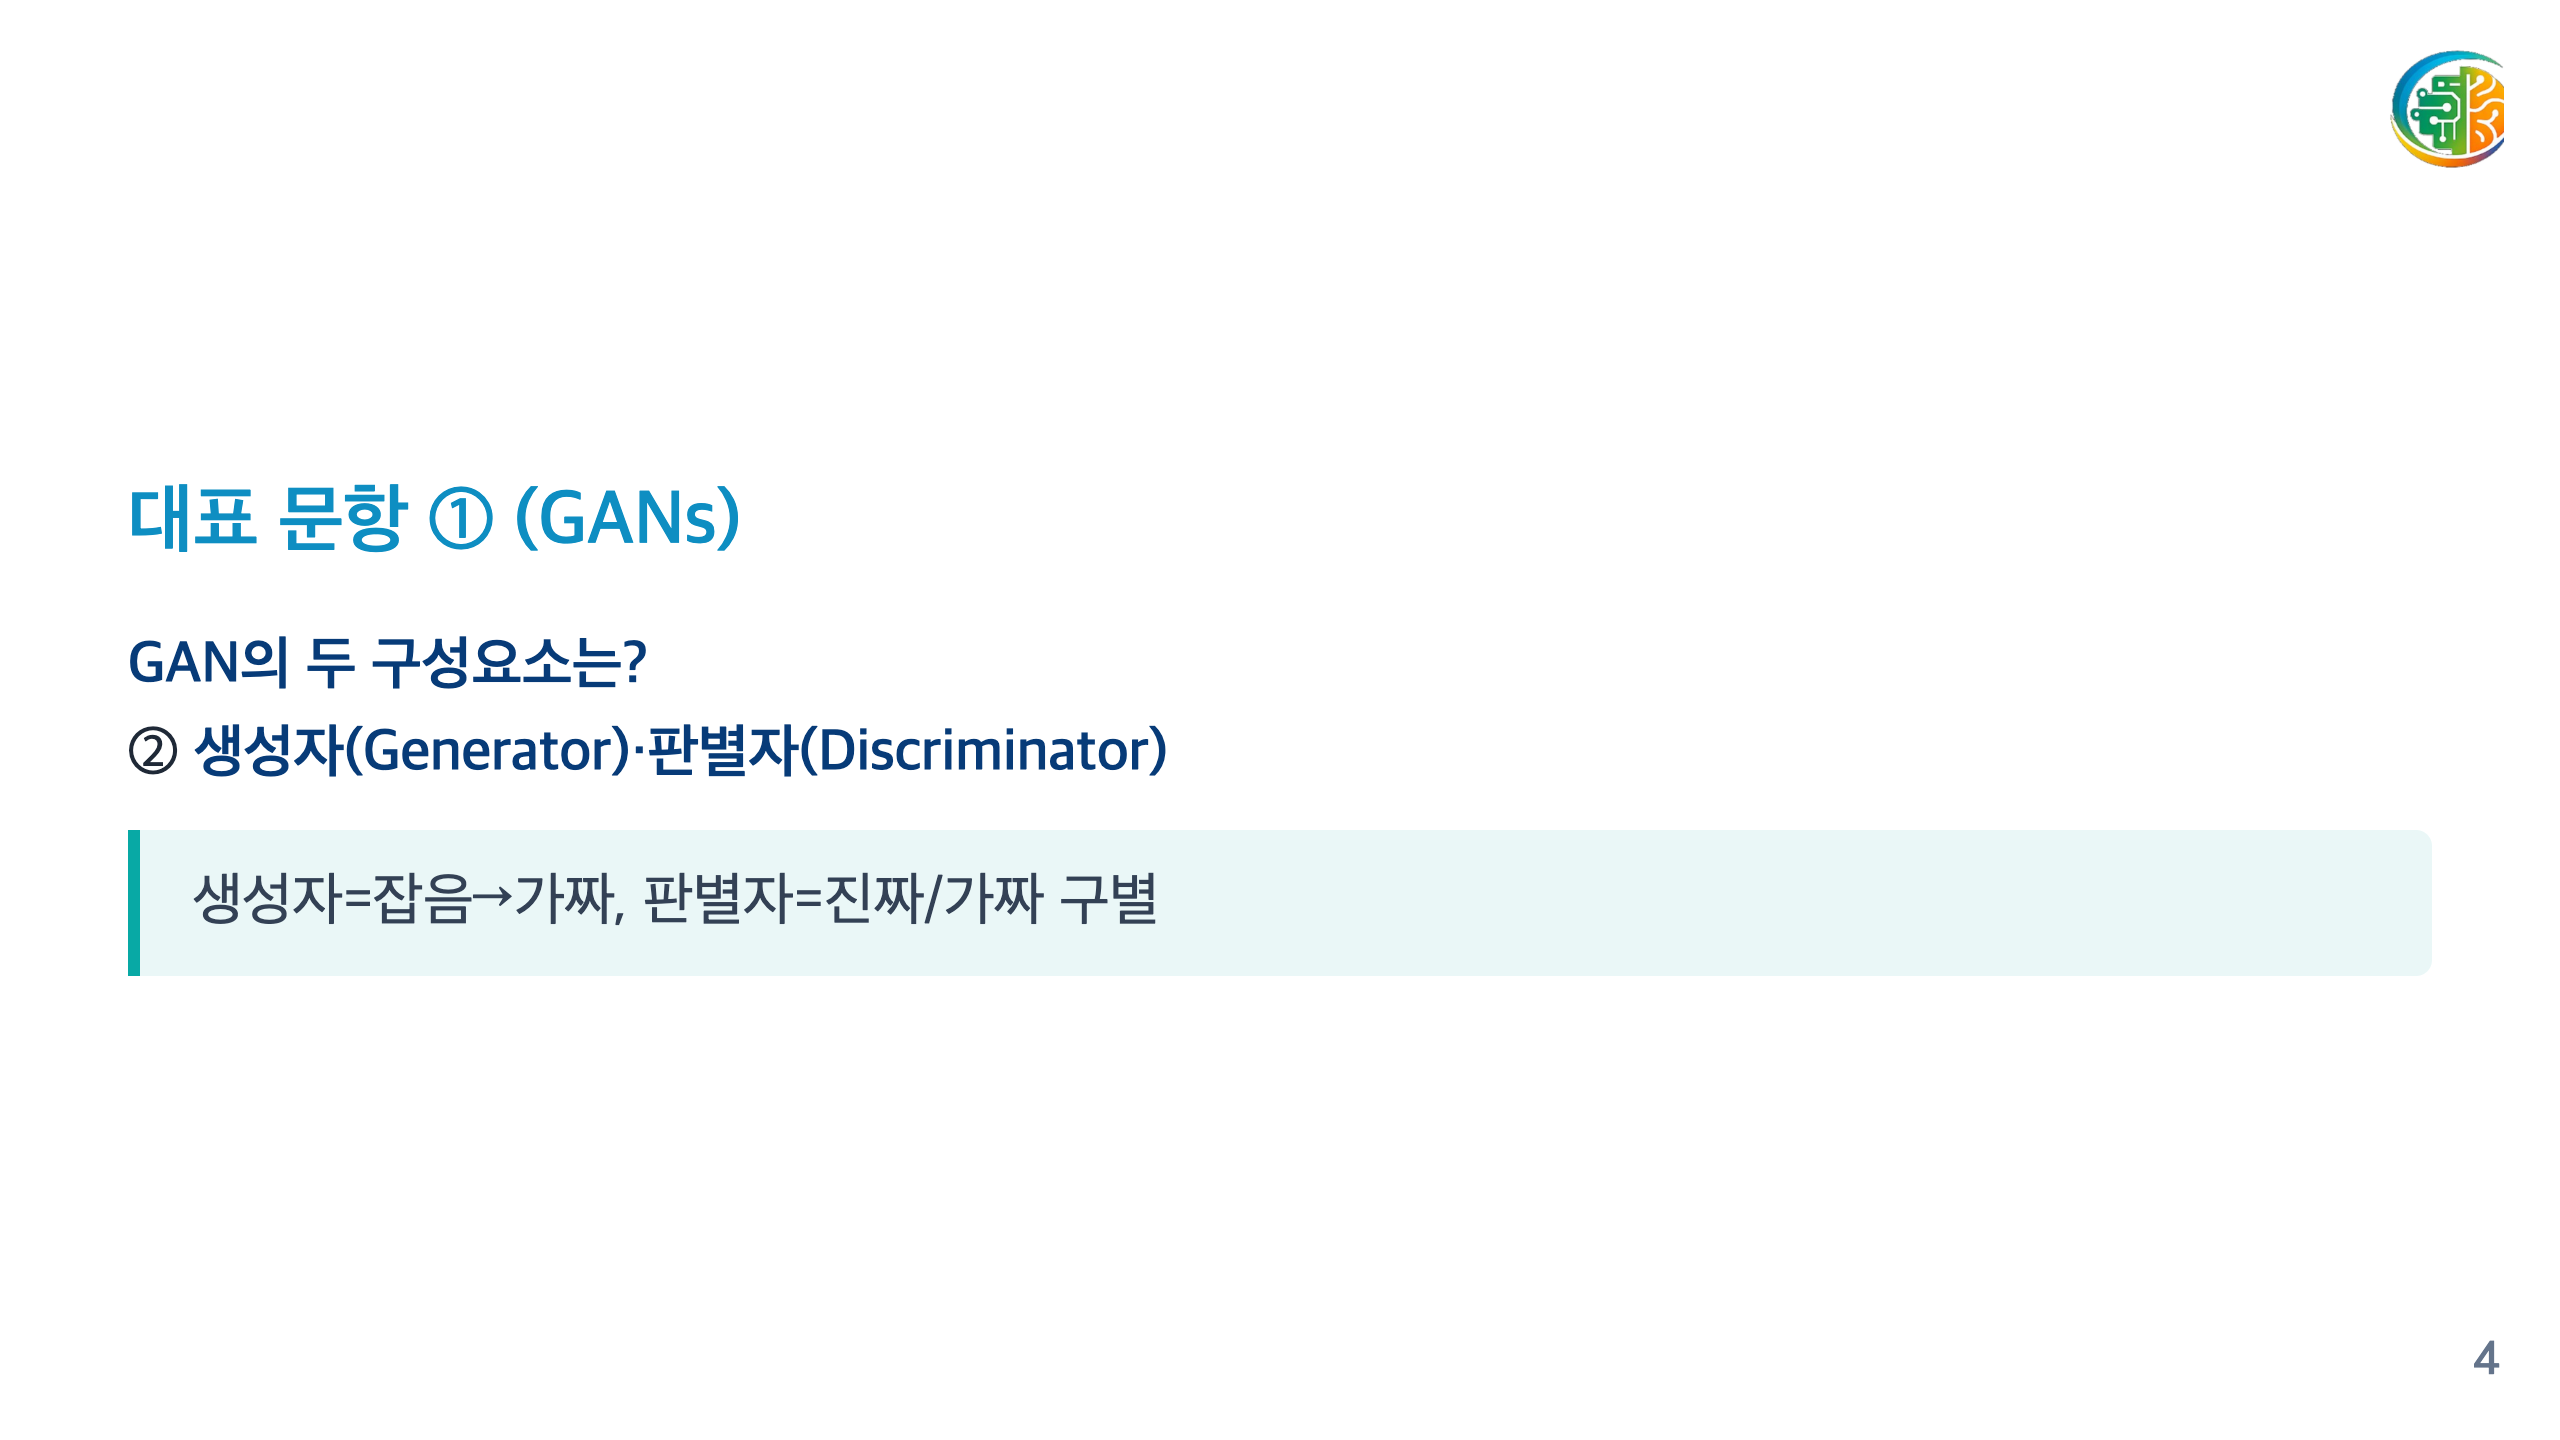 대표 문항 ① (GANs)
GAN의 두 구성요소는?
② 생성자(Generator)·판별자(Discriminator)
생성자=잡음→가짜, 판별자=진짜/가짜 구별
4